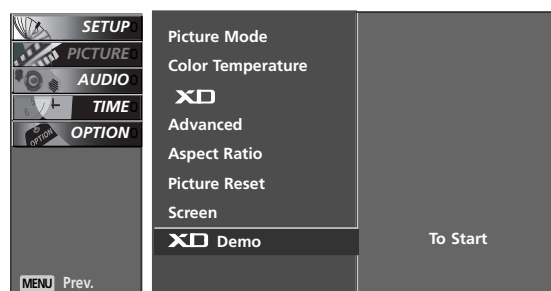 SETUP
PICTURE
AUDIO
TIME
OPTION
MENU Prev.
Picture Mode
Color Temperature
XD
Advanced
Aspect Ratio
Picture Reset
Screen
XD Demo
To Start